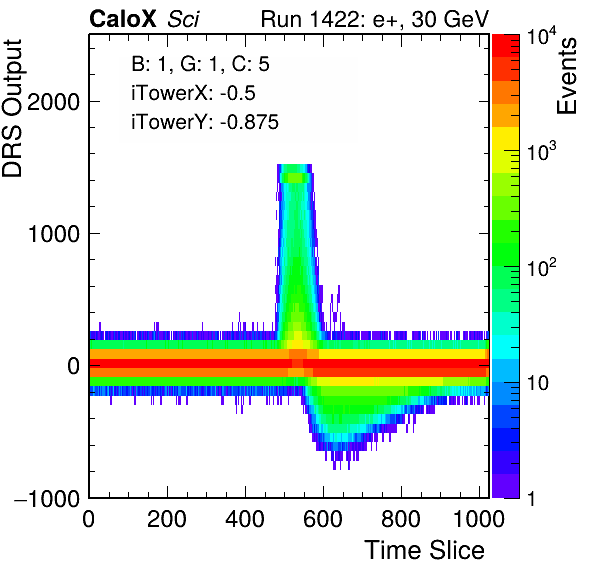 CaloX Sci Run 1422: e+, 30 GeV
B: 1, G: 1, C: 5
iTowerX: -0.5
iTowerY: -0.875
DRS Output
2000
1000
0
−1000
0 200 400 600 800 1000
Time Slice
Events
10^4
10^3
10^2
10
1